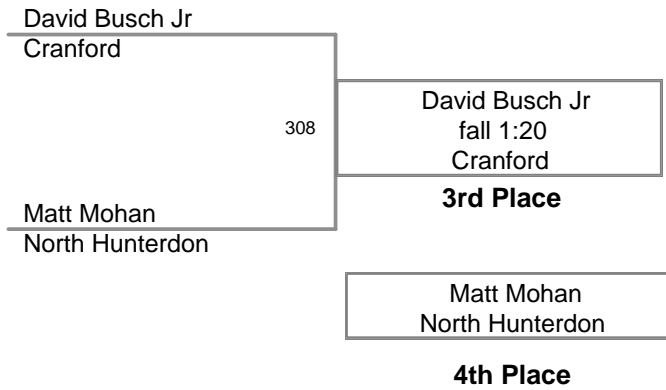 David Busch Jr
Cranford
308
David Busch Jr
fall 1:20
Cranford
3rd Place
Matt Mohan
North Hunterdon
Matt Mohan
North Hunterdon
4th Place